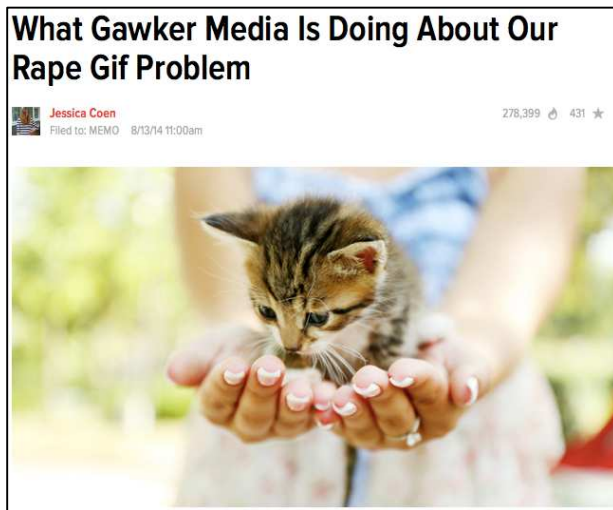 What Gawker Media Is Doing About Our
Rape Gif Problem
Jessica Coen
Filed to: MEMO 8/13/14 11:00am
278,399 431